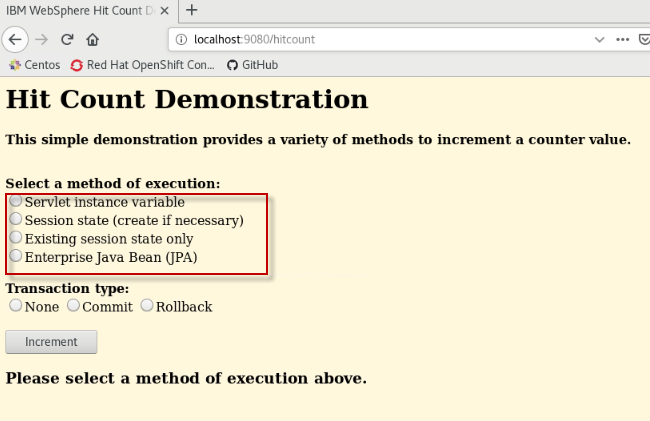 IBM WebSphere Hit Count D
localhost:9080/hitcount
Centos Red Hat OpenShift Con... GitHub
Hit Count Demonstration
This simple demonstration provides a variety of methods to increment a counter value.
Select a method of execution:
Servlet instance variable
Session state (create if necessary)
Existing session state only
Enterprise Java Bean (JPA)
Transaction type:
None Commit Rollback
Increment
Please select a method of execution above.